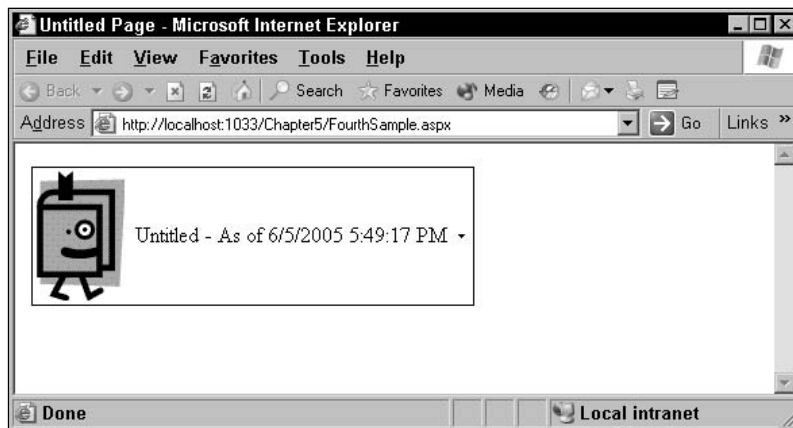 Untitled Page - Microsoft Internet Explorer
File Edit View Favorites Tools Help
Back Search Favorites Media
Address http://localhost:1033/Chapter5/FourthSample.aspx Go Links »
Untitled - As of 6/5/2005 5:49:17 PM
Done Local intranet